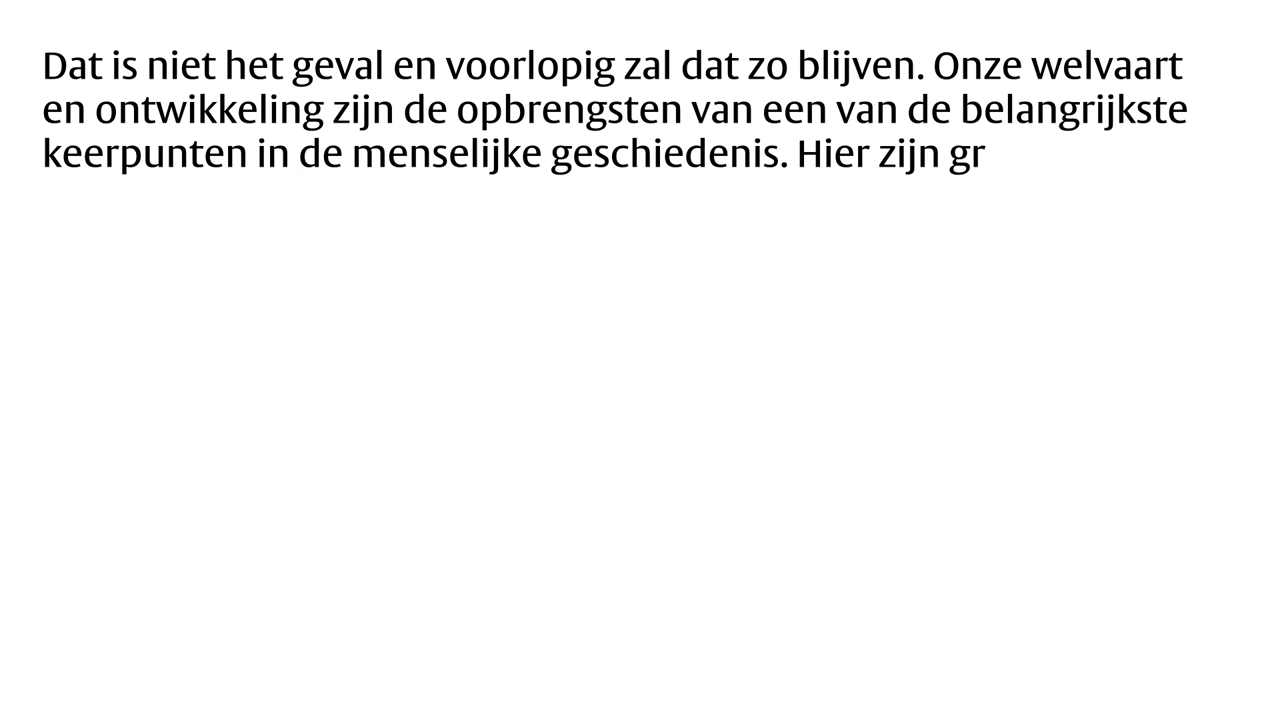 Dat is niet het geval en voorlopig zal dat zo blijven. Onze welvaart
en ontwikkeling zijn de opbrengsten van een van de belangrijkste
keerpunten in de menselijke geschiedenis. Hier zijn gr